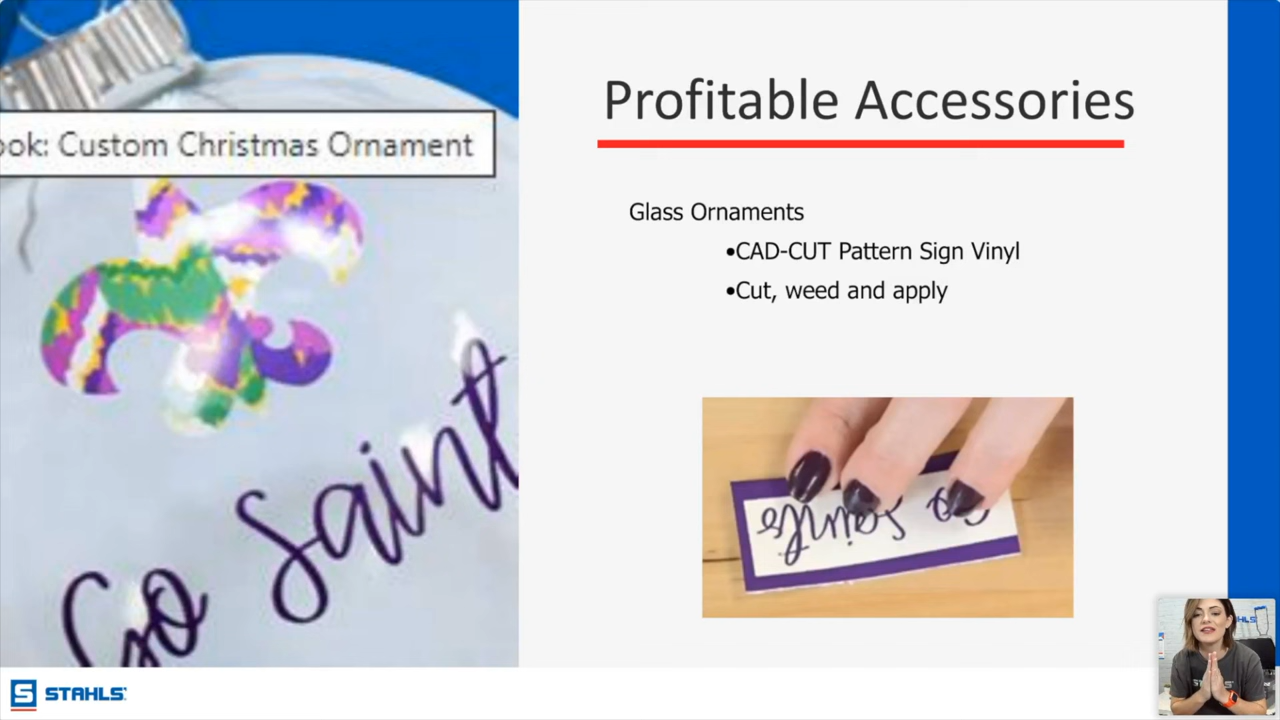 Profitable Accessories
ook: Custom Christmas Ornament
Glass Ornaments
•CAD-CUT Pattern Sign Vinyl
•Cut, weed and apply
Go Saint
Go Saints
S STAHLS'